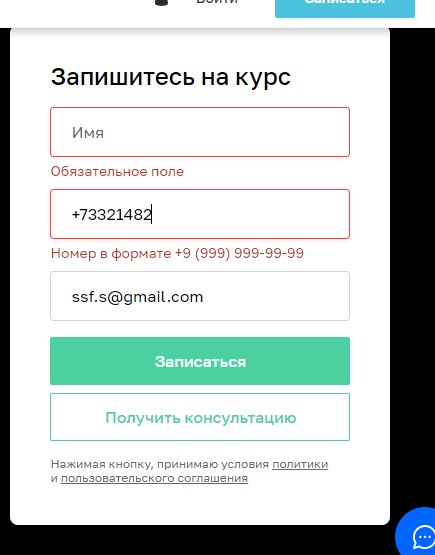 Войти
Записаться
Запишитесь на курс
Имя
Обязательное поле
+73321482
Номер в формате +9 (999) 999-99-99
ssf.s@gmail.com
Записаться
Получить консультацию
Нажимая кнопку, принимаю условия политики
и пользовательского соглашения